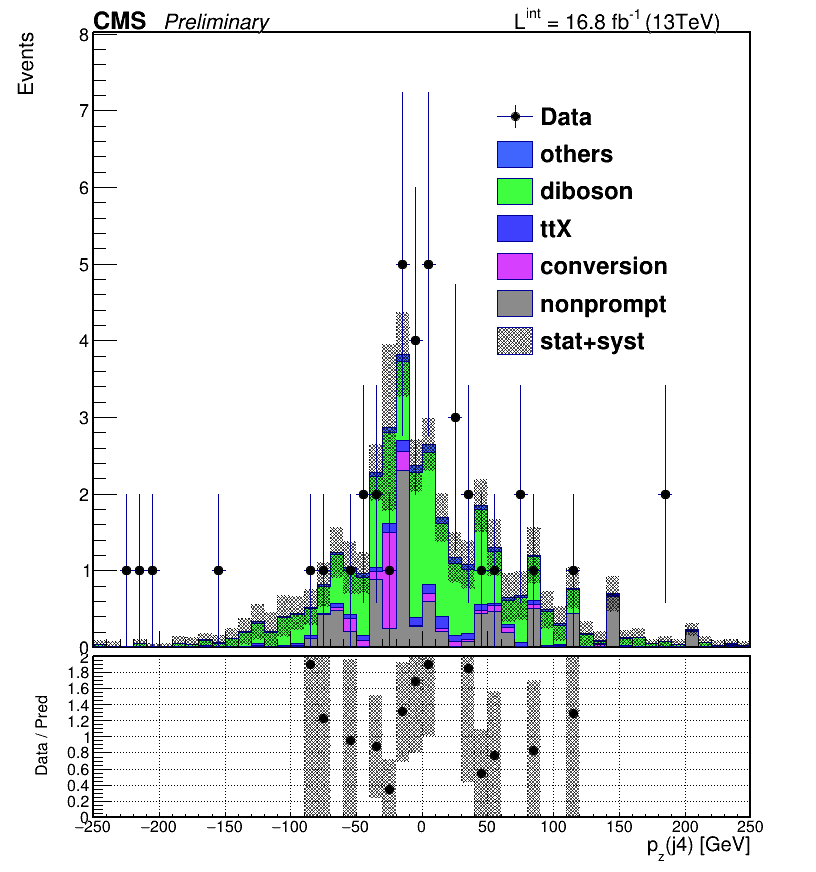 CMS Preliminary L^int = 16.8 fb^-1 (13TeV)
Events
8
7
6
5
4
3
2
1
0
Data
others
diboson
ttX
conversion
nonprompt
stat+syst
Data / Pred
2
1.8
1.6
1.4
1.2
1
0.8
0.6
0.4
0.2
0
−250 −200 −150 −100 −50 0 50 100 150 200 250
p_z(j4) [GeV]